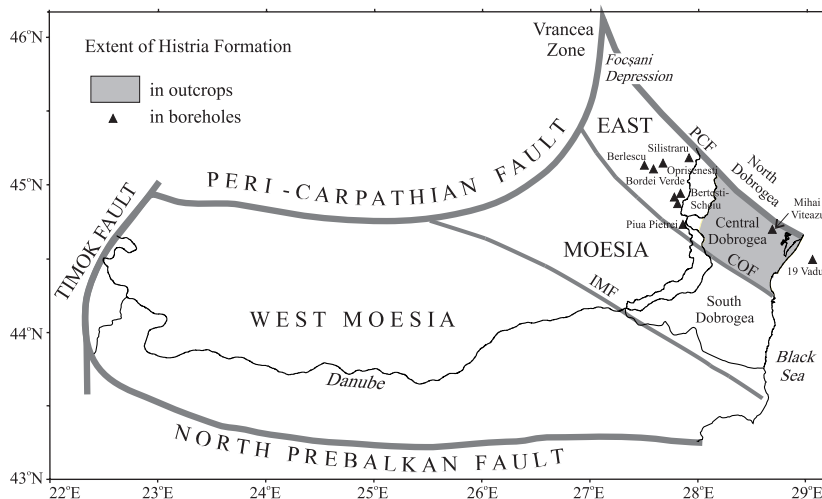 46°N
45°N
44°N
43°N
22°E
23°E
24°E
25°E
26°E
27°E
28°E
29°E
Extent of Histria Formation
in outcrops
in boreholes
Vrancea
Zone
Focșani
Depression
EAST
MOESIA
PCF
North
Dobrogea
Silistraru
Berlescu
Oprisenesti
Bordei Verde
Bertești-
Scheiu
Piua Pietrei
Central
Dobrogea
Mihai
Viteazu
19 Vadu
COF
IMF
South
Dobrogea
Black
Sea
PERI-CARPATHIAN FAULT
TIMOK FAULT
WEST MOESIA
Danube
NORTH PREBALKAN FAULT